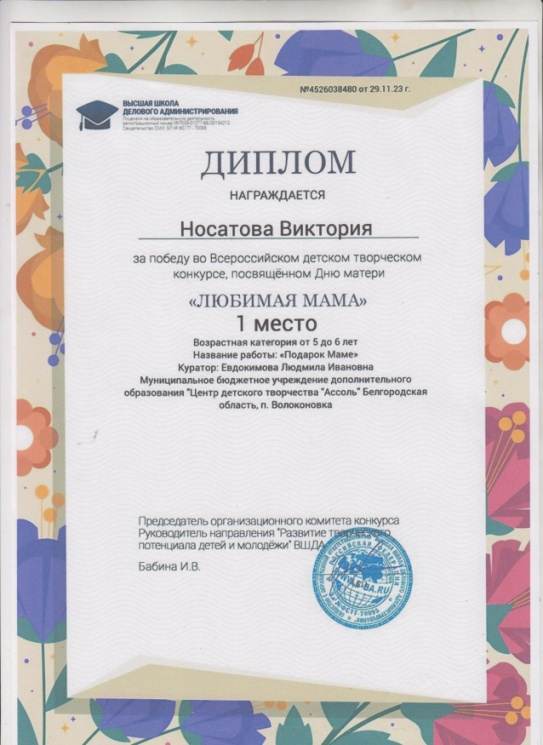 №4526038480 от 29.11.23 г.
ВЫСШАЯ ШКОЛА
ДЕЛОВОГО АДМИНИСТРИРОВАНИЯ
ДИПЛОМ
НАГРАЖДАЕТСЯ
Носатова Виктория
за победу во Всероссийском детском творческом
конкурсе, посвящённом Дню матери
«ЛЮБИМАЯ МАМА»
1 место
Возрастная категория от 5 до 6 лет
Название работы: «Подарок Маме»
Куратор: Евдокимова Людмила Ивановна
Муниципальное бюджетное учреждение дополнительного
образования "Центр детского творчества "Ассоль" Белгородская
область, п. Волоконовка
Председатель организационного комитета конкурса
Руководитель направления "Развитие творческого
потенциала детей и молодёжи" ВШДА
Бабина И.В.